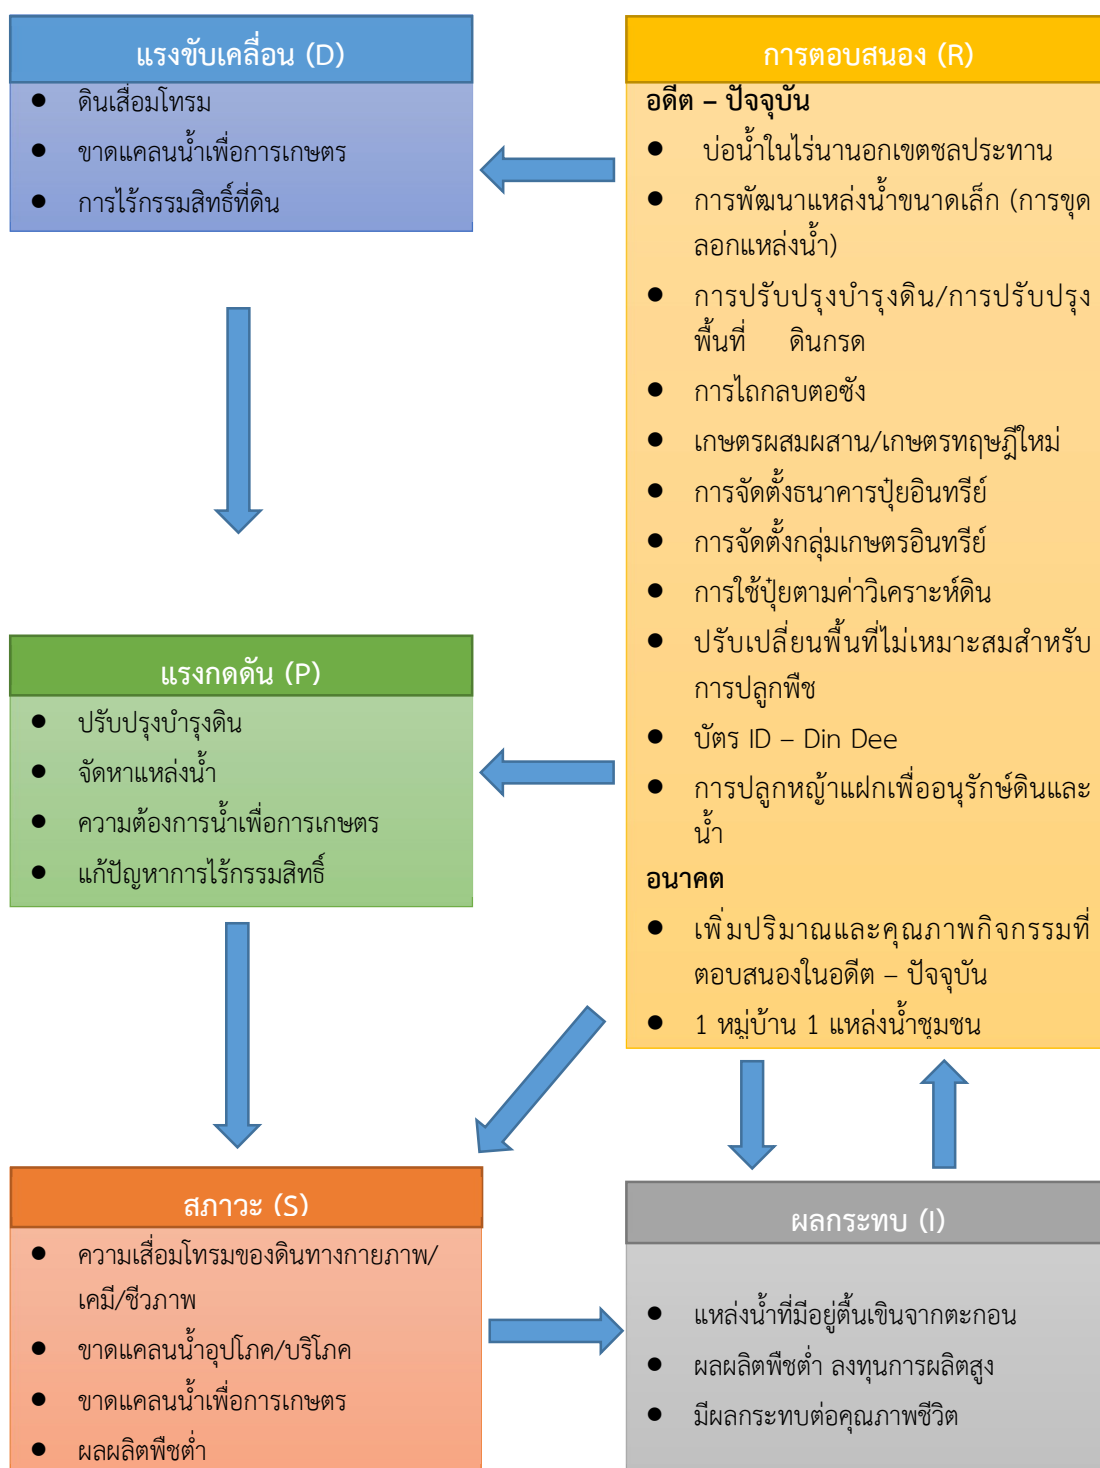 แรงขับเคลื่อน (D)
● ดินเสื่อมโทรม
● ขาดแคลนน้ำเพื่อการเกษตร
● การไร้กรรมสิทธิ์ที่ดิน
การตอบสนอง (R)
อดีต – ปัจจุบัน
● บ่อน้ำในไร่นานอกเขตชลประทาน
● การพัฒนาแหล่งน้ำขนาดเล็ก (การขุด
ลอกแหล่งน้ำ)
● การปรับปรุงบำรุงดิน/การปรับปรุง
พื้นที่ ดินกรด
● การไถกลบตอซัง
● เกษตรผสมผสาน/เกษตรทฤษฎีใหม่
● การจัดตั้งธนาคารปุ๋ยอินทรีย์
● การจัดตั้งกลุ่มเกษตรอินทรีย์
● การใช้ปุ๋ยตามค่าวิเคราะห์ดิน
● ปรับเปลี่ยนพื้นที่ไม่เหมาะสมสำหรับ
การปลูกพืช
● บัตร ID – Din Dee
● การปลูกหญ้าแฝกเพื่ออนุรักษ์ดินและ
น้ำ
อนาคต
● เพิ่มปริมาณและคุณภาพกิจกรรมที่
ตอบสนองในอดีต – ปัจจุบัน
● 1 หมู่บ้าน 1 แหล่งน้ำชุมชน
แรงกดดัน (P)
● ปรับปรุงบำรุงดิน
● จัดหาแหล่งน้ำ
● ความต้องการน้ำเพื่อการเกษตร
● แก้ปัญหาการไร้กรรมสิทธิ์
สภาวะ (S)
● ความเสื่อมโทรมของดินทางกายภาพ/
เคมี/ชีวภาพ
● ขาดแคลนน้ำอุปโภค/บริโภค
● ขาดแคลนน้ำเพื่อการเกษตร
● ผลผลิตพืชต่ำ
ผลกระทบ (I)
● แหล่งน้ำที่มีอยู่ตื้นเขินจากตะกอน
● ผลผลิตพืชต่ำ ลงทุนการผลิตสูง
● มีผลกระทบต่อคุณภาพชีวิต